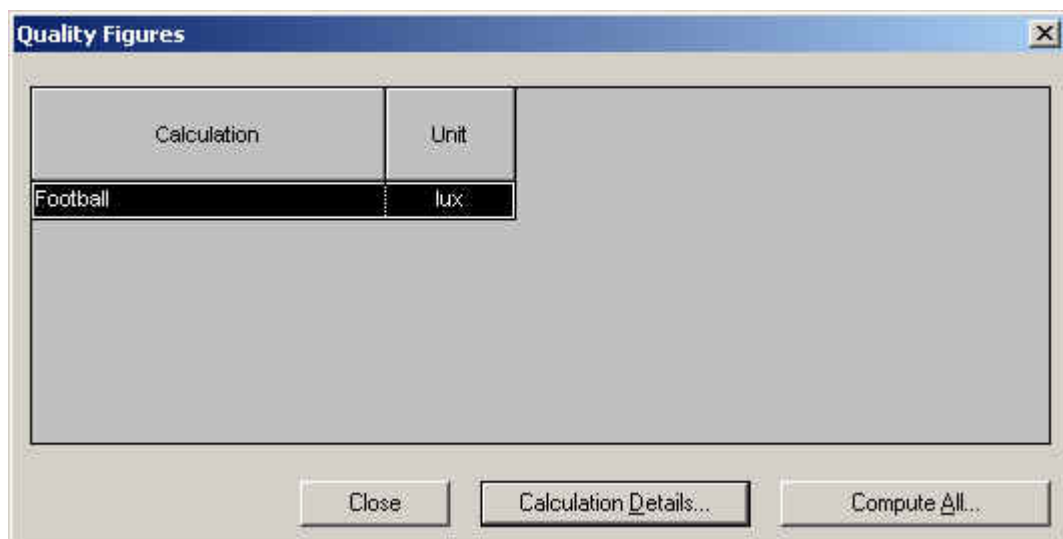 Quality Figures
Calculation Unit
Football lux
Close Calculation Details... Compute All...